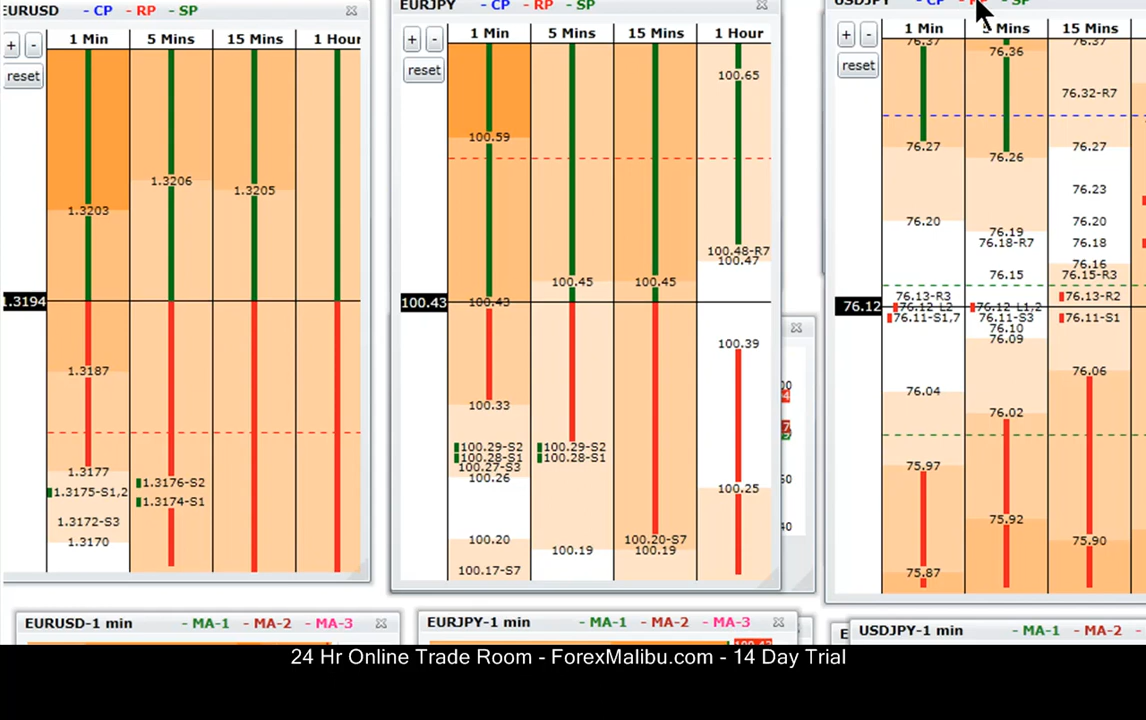 EURUSD - CP - RP - SP
+ - 1 Min 5 Mins 15 Mins 1 Hour
reset
1.3206
1.3205
1.3203
1.3194
1.3187
1.3177
1.3176-S2
1.3175-S1,2
1.3174-S1
1.3172-S3
1.3170
EURJPY - CP - RP - SP
+ - 1 Min 5 Mins 15 Mins 1 Hour
reset
100.65
100.59
100.48-R7
100.47
100.45 100.45
100.43 100.43
100.39
100.33
100.29-S2 100.29-S2
100.28-S1 100.28-S1
100.27-S3
100.26
100.25
100.20 100.20-S7
100.19 100.19
100.17-S7
USDJPY - CP - SP
+ - 1 Min 5 Mins 15 Mins
reset
76.37 76.37
76.36
76.32-R7
76.27 76.27
76.26
76.23
76.20 76.20
76.19
76.18-R7 76.18
76.16
76.15 76.15-R3
76.13-R3 76.13-R2
76.12 76.12-L2 76.12-L1,2
76.11-S1,7 76.11-S3 76.11-S1
76.10
76.09
76.06
76.04
76.02
75.97
75.92
75.90
75.87
EURUSD-1 min - MA-1 - MA-2 - MA-3
EURJPY-1 min - MA-1 - MA-2 - MA-3
USDJPY-1 min - MA-1 - MA-2
24 Hr Online Trade Room - ForexMalibu.com - 14 Day Trial